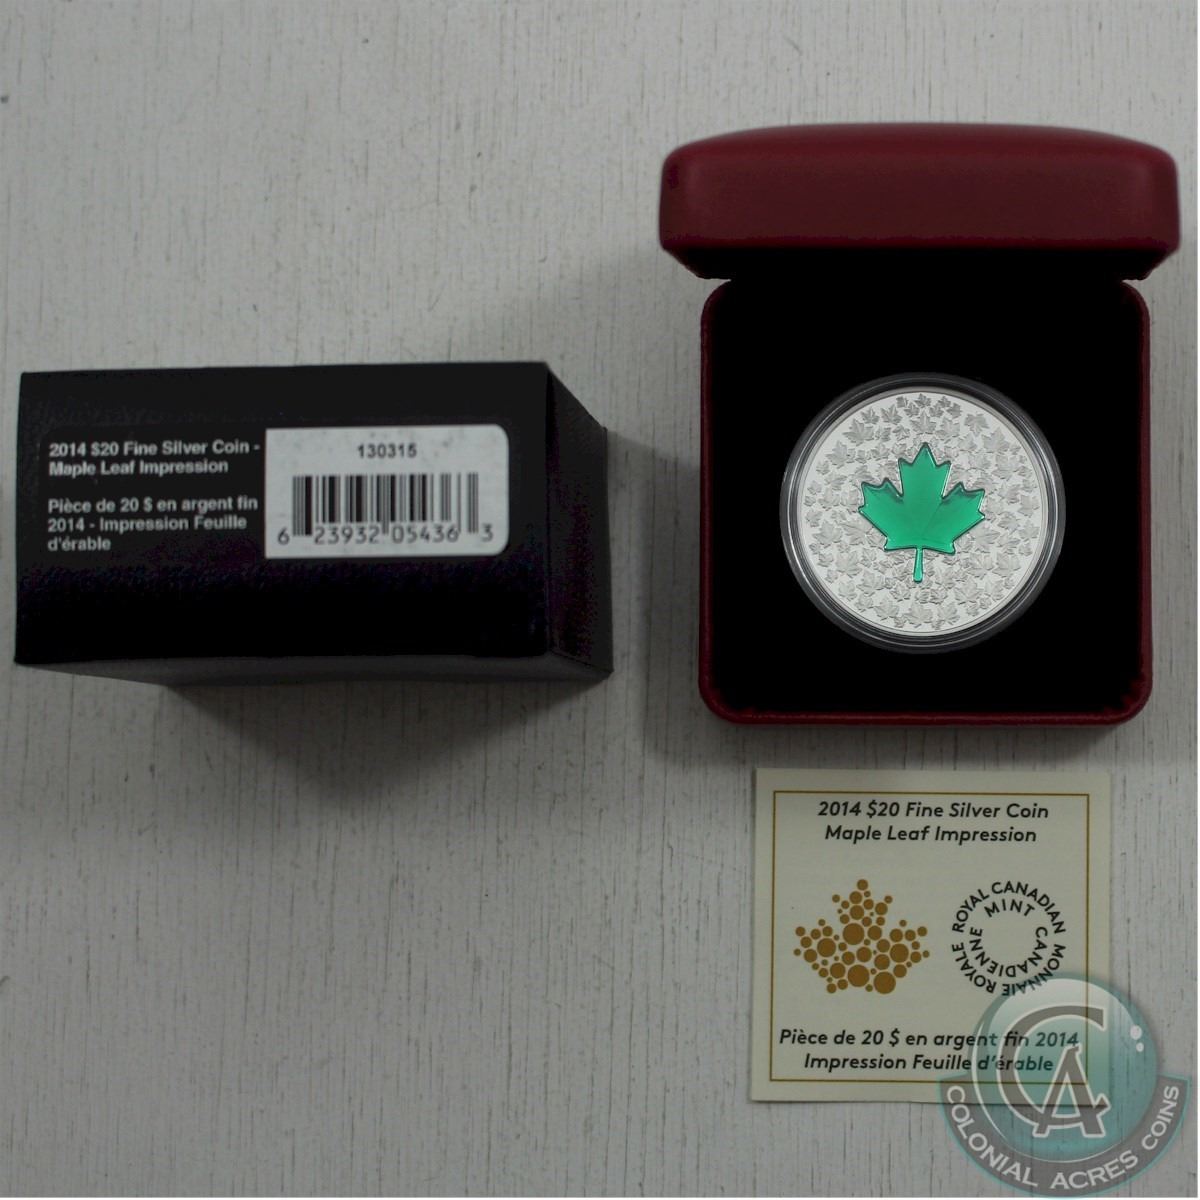 2014 $20 Fine Silver Coin -
Maple Leaf Impression
Pièce de 20 $ en argent fin
2014 - Impression Feuille
d'érable
130315
6 23932 05436 3
2014 $20 Fine Silver Coin
Maple Leaf Impression
ROYAL CANADIAN MINT
MONNAIE ROYALE CANADIENNE
Pièce de 20 $ en argent fin 2014
Impression Feuille d'érable
CA
COLONIAL ACRES COINS